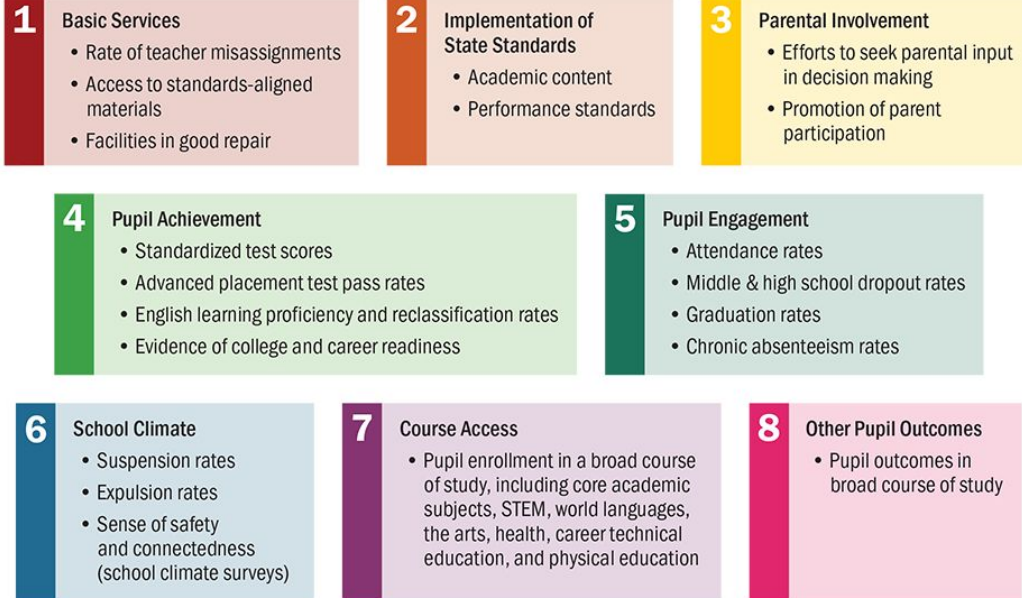 1
Basic Services
• Rate of teacher misassignments
• Access to standards-aligned
materials
• Facilities in good repair
2
Implementation of
State Standards
• Academic content
• Performance standards
3
Parental Involvement
• Efforts to seek parental input
in decision making
• Promotion of parent
participation
4
Pupil Achievement
• Standardized test scores
• Advanced placement test pass rates
• English learning proficiency and reclassification rates
• Evidence of college and career readiness
5
Pupil Engagement
• Attendance rates
• Middle & high school dropout rates
• Graduation rates
• Chronic absenteeism rates
6
School Climate
• Suspension rates
• Expulsion rates
• Sense of safety
and connectedness
(school climate surveys)
7
Course Access
• Pupil enrollment in a broad course
of study, including core academic
subjects, STEM, world languages,
the arts, health, career technical
education, and physical education
8
Other Pupil Outcomes
• Pupil outcomes in
broad course of study